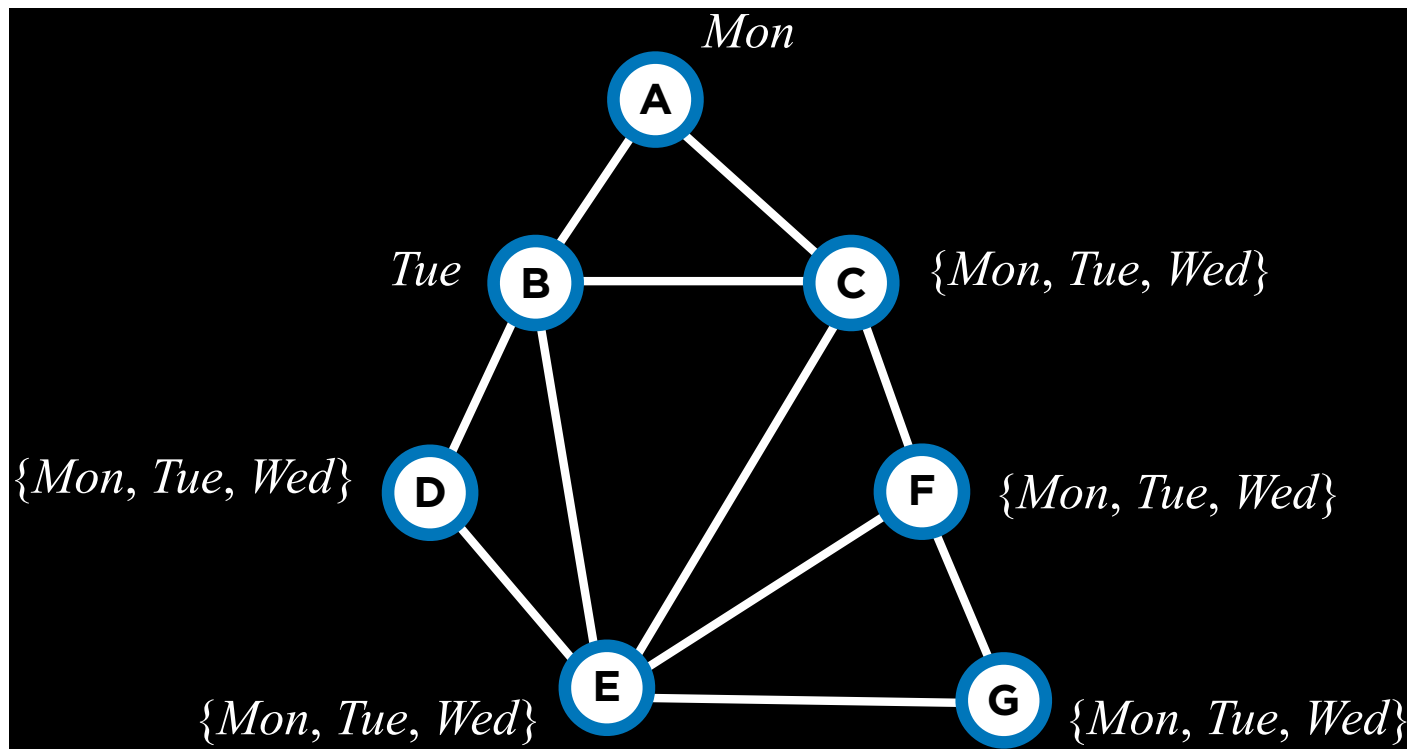 Mon
A
Tue
B
C
{Mon, Tue, Wed}
{Mon, Tue, Wed}
D
F
{Mon, Tue, Wed}
{Mon, Tue, Wed}
E
G
{Mon, Tue, Wed}